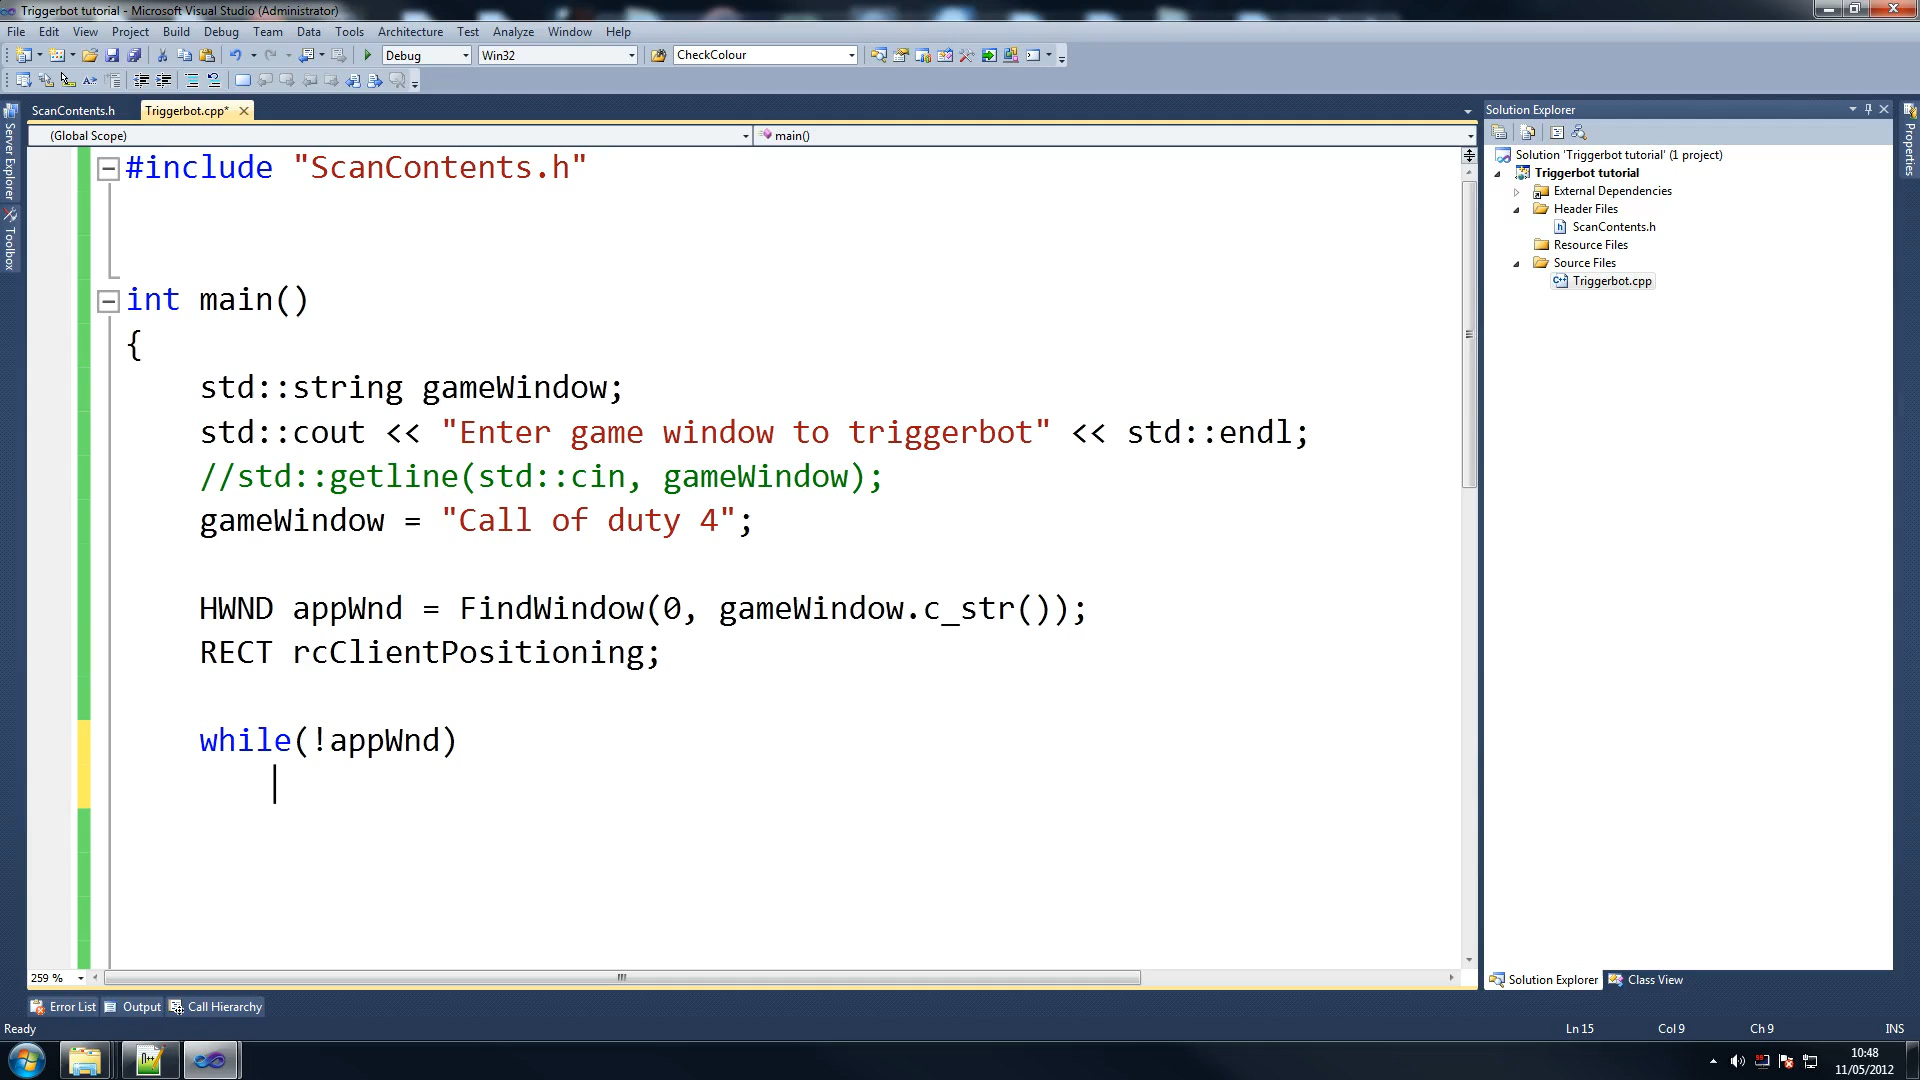 Triggerbot tutorial - Microsoft Visual Studio (Administrator)
File Edit View Project Build Debug Team Data Tools Architecture Test Analyze Window Help
Debug Win32 CheckColour
ScanContents.h Triggerbot.cpp*
(Global Scope) main()
Server Explorer
Toolbox
#include "ScanContents.h"
int main()
{
std::string gameWindow;
std::cout << "Enter game window to triggerbot" << std::endl;
//std::getline(std::cin, gameWindow);
gameWindow = "Call of duty 4";
HWND appWnd = FindWindow(0, gameWindow.c_str());
RECT rcClientPositioning;
while(!appWnd)
259 %
Solution Explorer
Solution 'Triggerbot tutorial' (1 project)
Triggerbot tutorial
External Dependencies
Header Files
ScanContents.h
Resource Files
Source Files
Triggerbot.cpp
Solution Explorer Class View
Properties
Error List Output Call Hierarchy
Ready Ln 15 Col 9 Ch 9 INS
10:48
11/05/2012